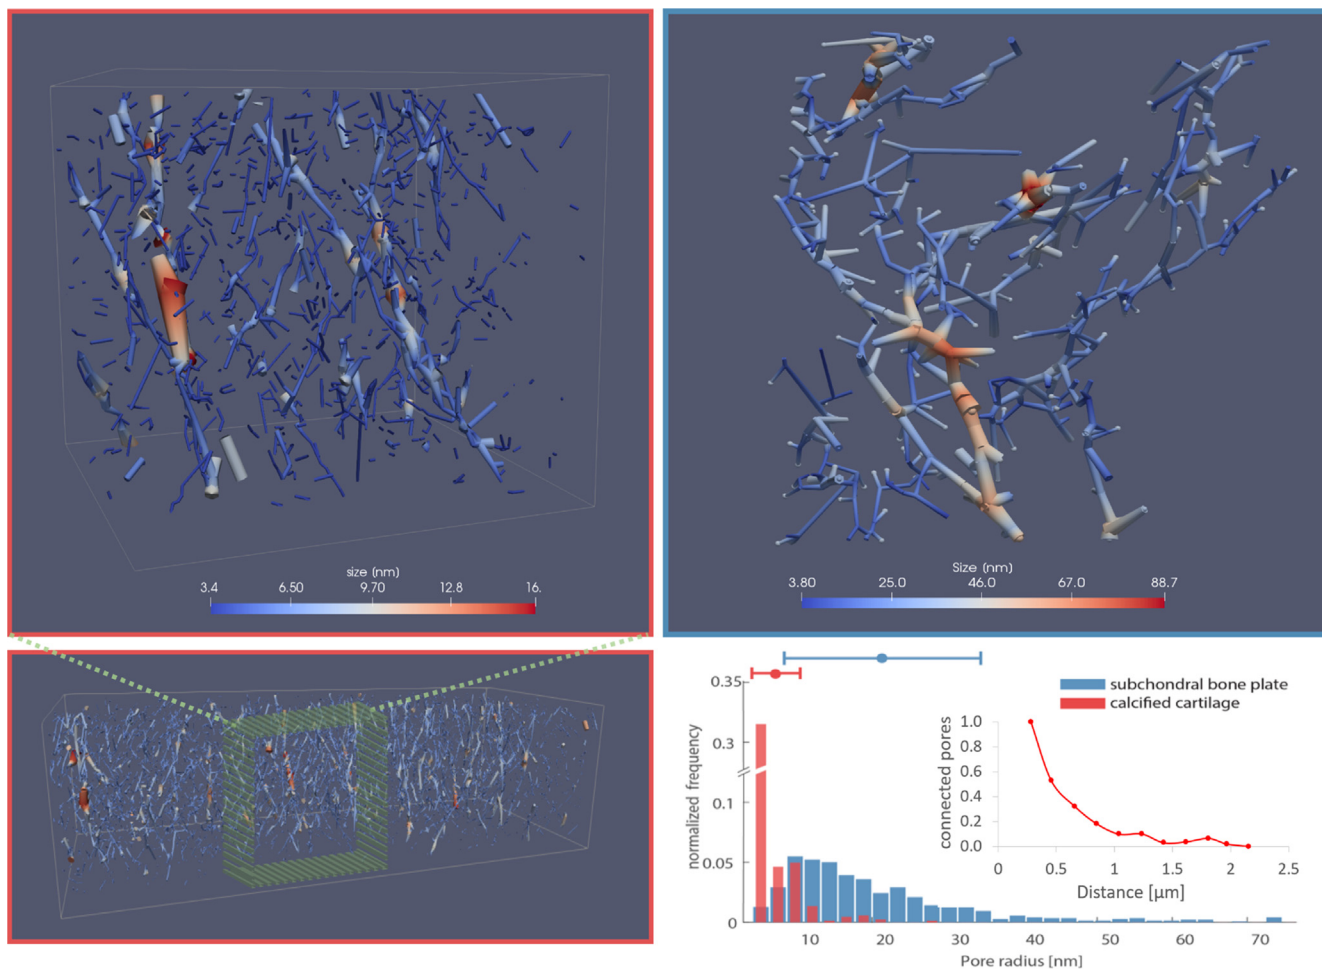 size (nm)
3.4 6.50 9.70 12.8 16.
Size (nm)
3.80 25.0 46.0 67.0 88.7
subchondral bone plate
calcified cartilage
normalized frequency
0.35
0.3
0.1
0.05
0
10 20 30 40 50 60 70
Pore radius [nm]
connected pores
1.0
0.8
0.6
0.4
0.2
0.0
0 0.5 1 1.5 2 2.5
Distance [μm]